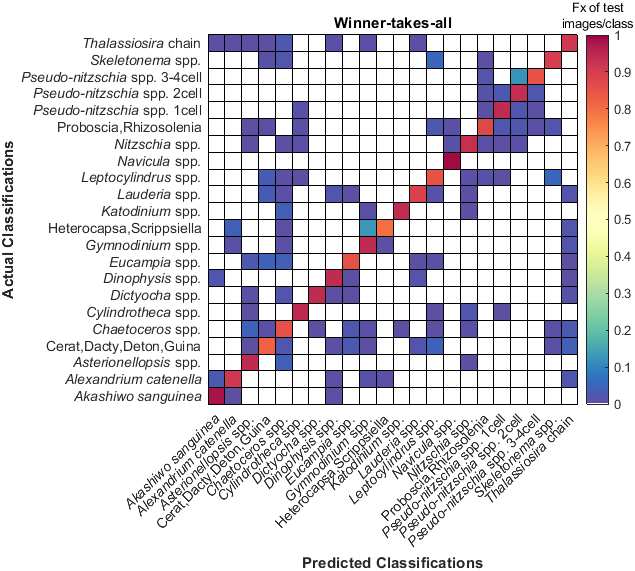 Winner-takes-all
Fx of test
images/class
Actual Classifications
Thalassiosira chain
Skeletonema spp.
Pseudo-nitzschia spp. 3-4cell
Pseudo-nitzschia spp. 2cell
Pseudo-nitzschia spp. 1cell
Proboscia,Rhizosolenia
Nitzschia spp.
Navicula spp.
Leptocylindrus spp.
Lauderia spp.
Katodinium spp.
Heterocapsa,Scrippsiella
Gymnodinium spp.
Eucampia spp.
Dinophysis spp.
Dictyocha spp.
Cylindrotheca spp.
Chaetoceros spp.
Cerat,Dacty,Deton,Guina
Asterionellopsis spp.
Alexandrium catenella
Akashiwo sanguinea
1
0.9
0.8
0.7
0.6
0.5
0.4
0.3
0.2
0.1
0
Akashiwo sanguinea
Alexandrium catenella
Asterionellopsis spp.
Cerat,Dacty,Deton,Guina
Chaetoceros spp.
Cylindrotheca spp.
Dictyocha spp.
Dinophysis spp.
Eucampia spp.
Gymnodinium spp.
Heterocapsa,Scrippsiella
Katodinium spp.
Lauderia spp.
Leptocylindrus spp.
Navicula spp.
Nitzschia spp.
Proboscia,Rhizosolenia
Pseudo-nitzschia spp. 1cell
Pseudo-nitzschia spp. 2cell
Pseudo-nitzschia spp. 3-4cell
Skeletonema spp.
Thalassiosira chain
Predicted Classifications